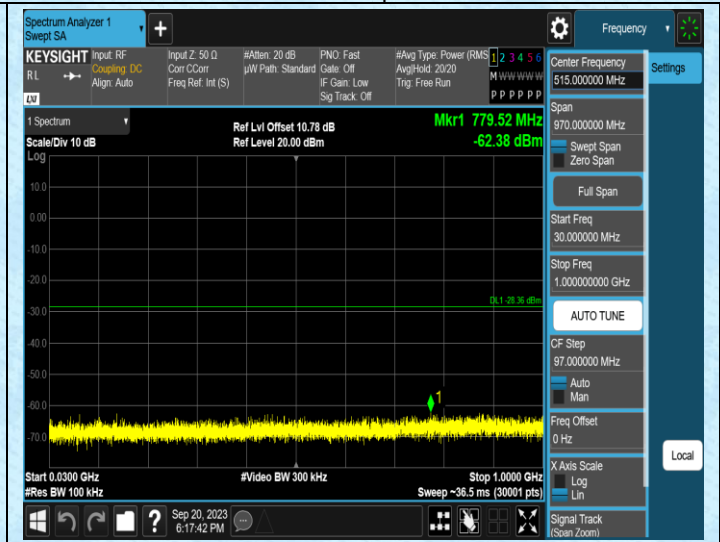 Spectrum Analyzer 1
Swept SA
+
Frequency
KEYSIGHT
RL
LXI
Input: RF
Coupling: DC
Align: Auto
Input Z: 50 Ω
Corr CCorr
Freq Ref: Int (S)
#Atten: 20 dB
µW Path: Standard
PNO: Fast
Gate: Off
IF Gain: Low
Sig Track: Off
#Avg Type: Power (RMS
Avg|Hold: 20/20
Trig: Free Run
1 2 3 4 5 6
M W W W W W
P P P P P P
1 Spectrum
Scale/Div 10 dB
Ref Lvl Offset 10.78 dB
Ref Level 20.00 dBm
Mkr1 779.52 MHz
-62.38 dBm
Log
10.0
0.00
-10.0
-20.0
-30.0
-40.0
-50.0
-60.0
-70.0
DL1 -28.36 dBm
1
Start 0.0300 GHz
#Res BW 100 kHz
#Video BW 300 kHz
Stop 1.0000 GHz
Sweep ~36.5 ms (30001 pts)
?
Sep 20, 2023
6:17:42 PM
Center Frequency
515.000000 MHz
Span
970.000000 MHz
Swept Span
Zero Span
Full Span
Start Freq
30.000000 MHz
Stop Freq
1.000000000 GHz
AUTO TUNE
CF Step
97.000000 MHz
Auto
Man
Freq Offset
0 Hz
X Axis Scale
Log
Lin
Signal Track
(Span Zoom)
Settings
Local